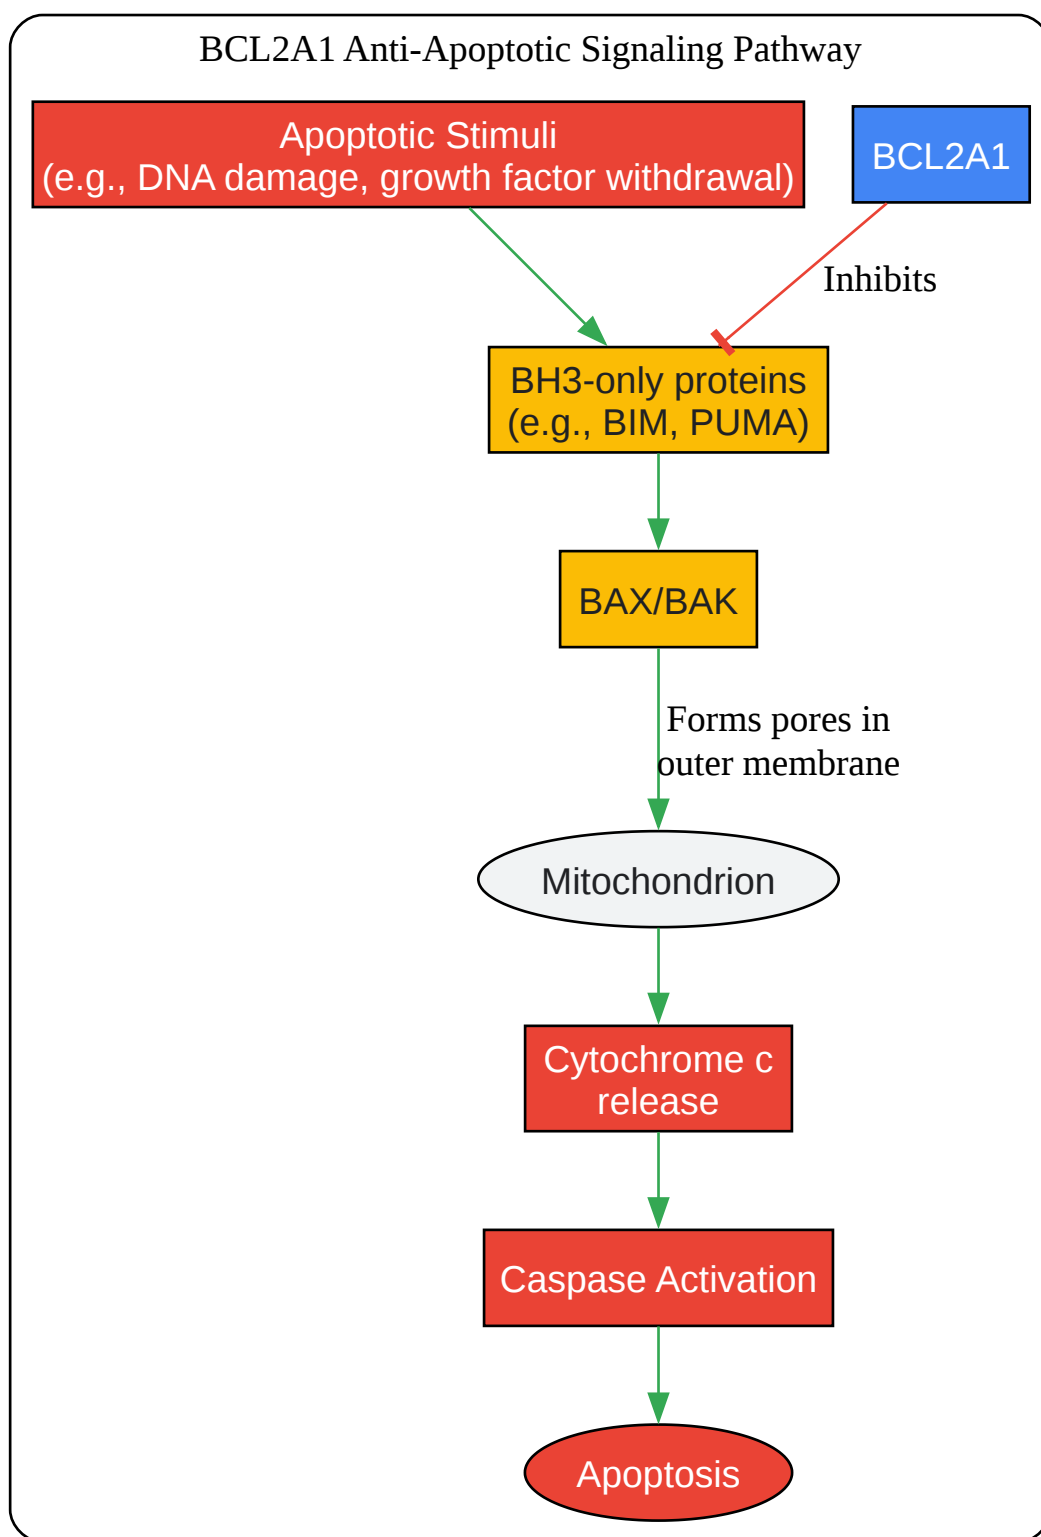 BCL2A1 Anti-Apoptotic Signaling Pathway
Apoptotic Stimuli
(e.g., DNA damage, growth factor withdrawal)
BCL2A1
Inhibits
BH3-only proteins
(e.g., BIM, PUMA)
BAX/BAK
Forms pores in
outer membrane
Mitochondrion
Cytochrome c
release
Caspase Activation
Apoptosis